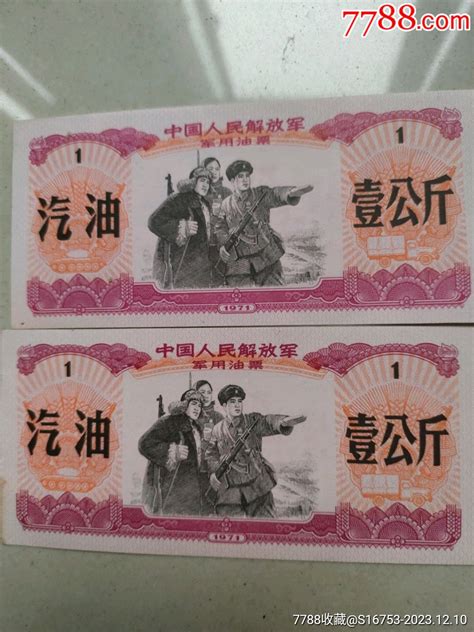 7788.com
中国人民解放军
军用油票
1 1
汽油 壹公斤
1971
中国人民解放军
军用油票
1 1
汽油 壹公斤
1971
7788收藏@S16753-2023.12.10